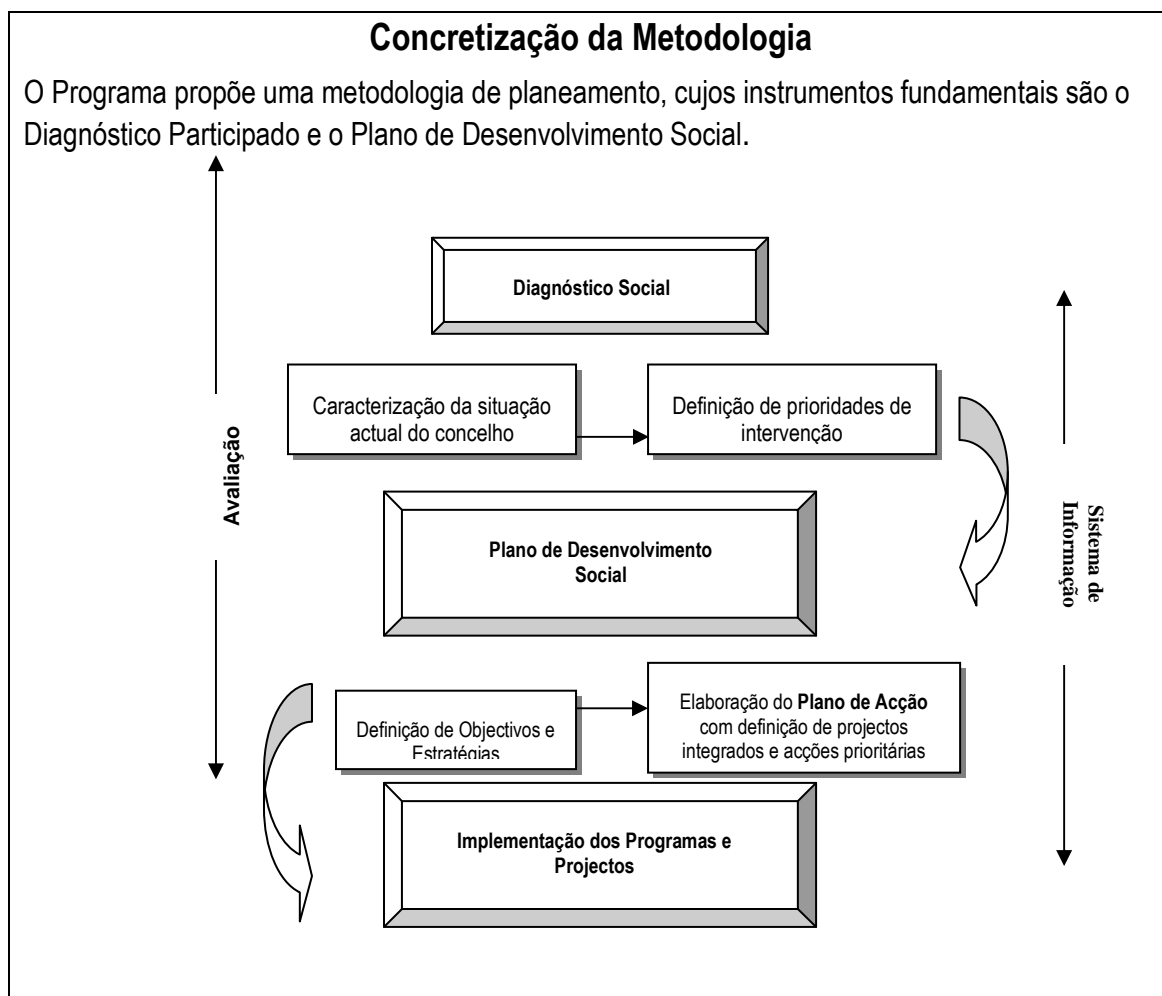 Concretização da Metodologia
O Programa propõe uma metodologia de planeamento, cujos instrumentos fundamentais são o
Diagnóstico Participado e o Plano de Desenvolvimento Social.
Diagnóstico Social
Caracterização da situação
actual do concelho
Definição de prioridades de
intervenção
Avaliação
Sistema de
Informação
Plano de Desenvolvimento
Social
Definição de Objectivos e
Estratégias
Elaboração do Plano de Acção
com definição de projectos
integrados e acções prioritárias
Implementação dos Programas e
Projectos